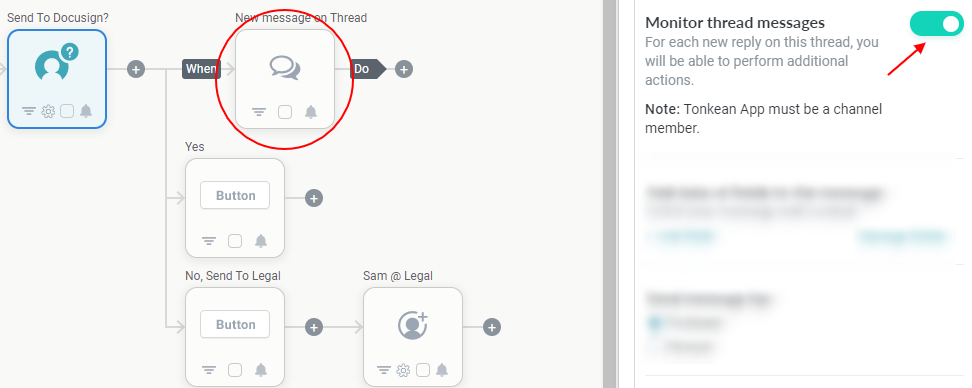 Send To Docusign?
New message on Thread
When
Do
Yes
Button
No, Send To Legal
Sam @ Legal
Button
Monitor thread messages
For each new reply on this thread, you
will be able to perform additional
actions.
Note: Tonkean App must be a channel
member.